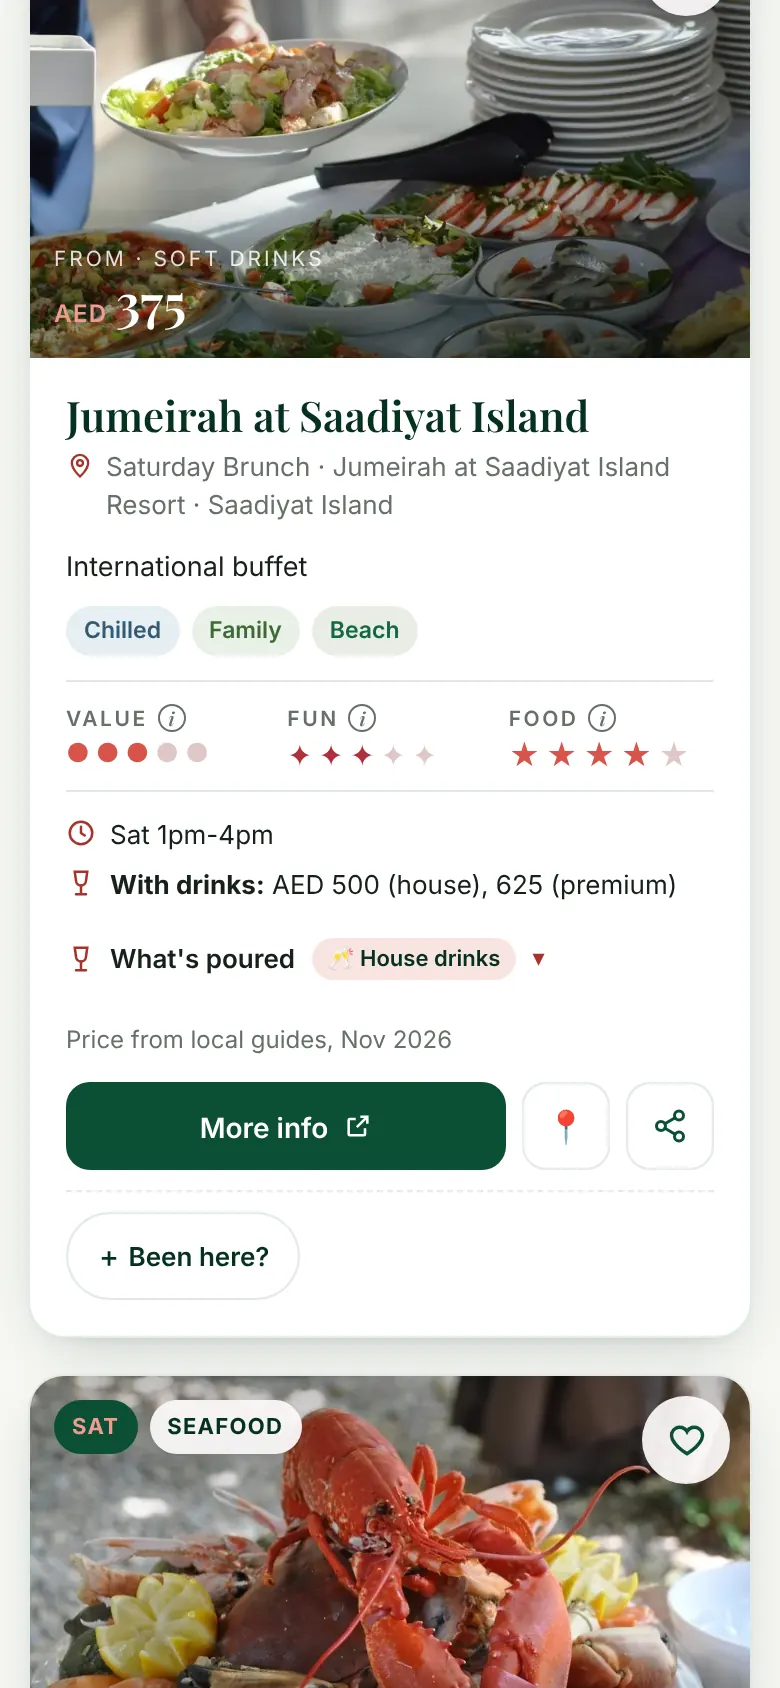 FROM · SOFT DRINKS
AED 375
Jumeirah at Saadiyat Island
Saturday Brunch · Jumeirah at Saadiyat Island
Resort · Saadiyat Island
International buffet
Chilled Family Beach
VALUE i FUN i FOOD i
Sat 1pm-4pm
With drinks: AED 500 (house), 625 (premium)
What's poured 🥂 House drinks ▼
Price from local guides, Nov 2026
More info
+ Been here?
SAT SEAFOOD